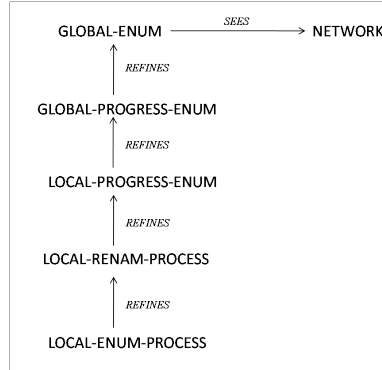 SEES
GLOBAL-ENUM NETWORK
REFINES
GLOBAL-PROGRESS-ENUM
REFINES
LOCAL-PROGRESS-ENUM
REFINES
LOCAL-RENAM-PROCESS
REFINES
LOCAL-ENUM-PROCESS